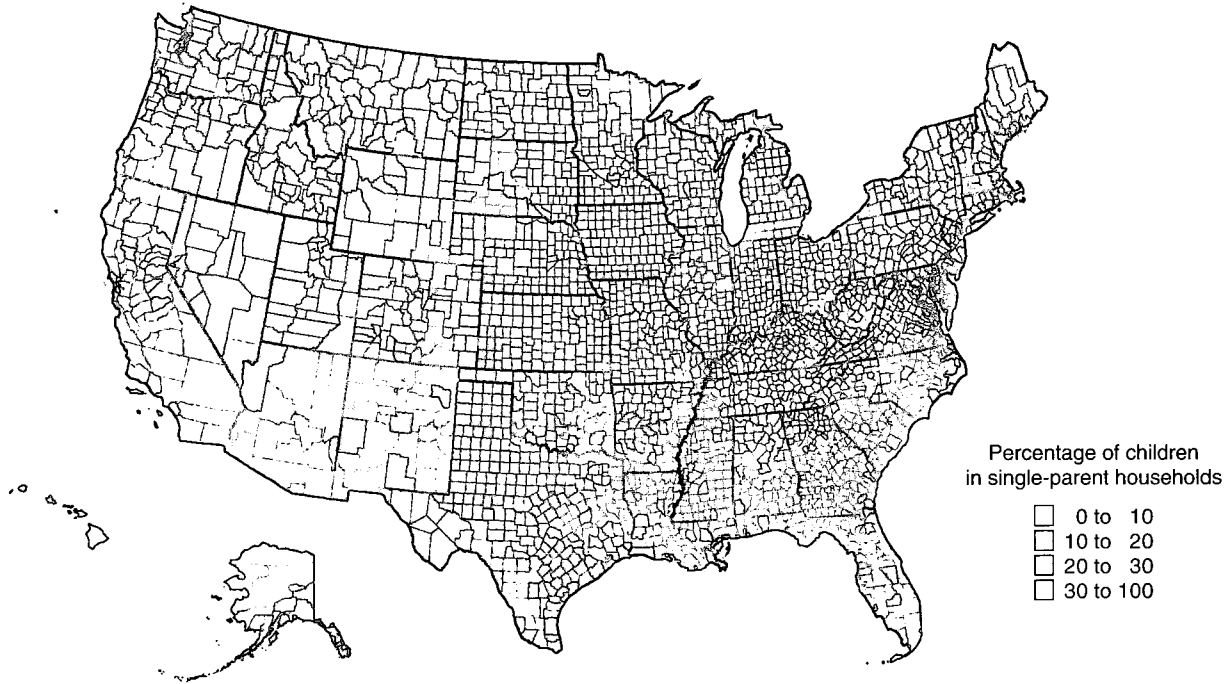 Percentage of children
in single-parent households
0 to 10
10 to 20
20 to 30
30 to 100